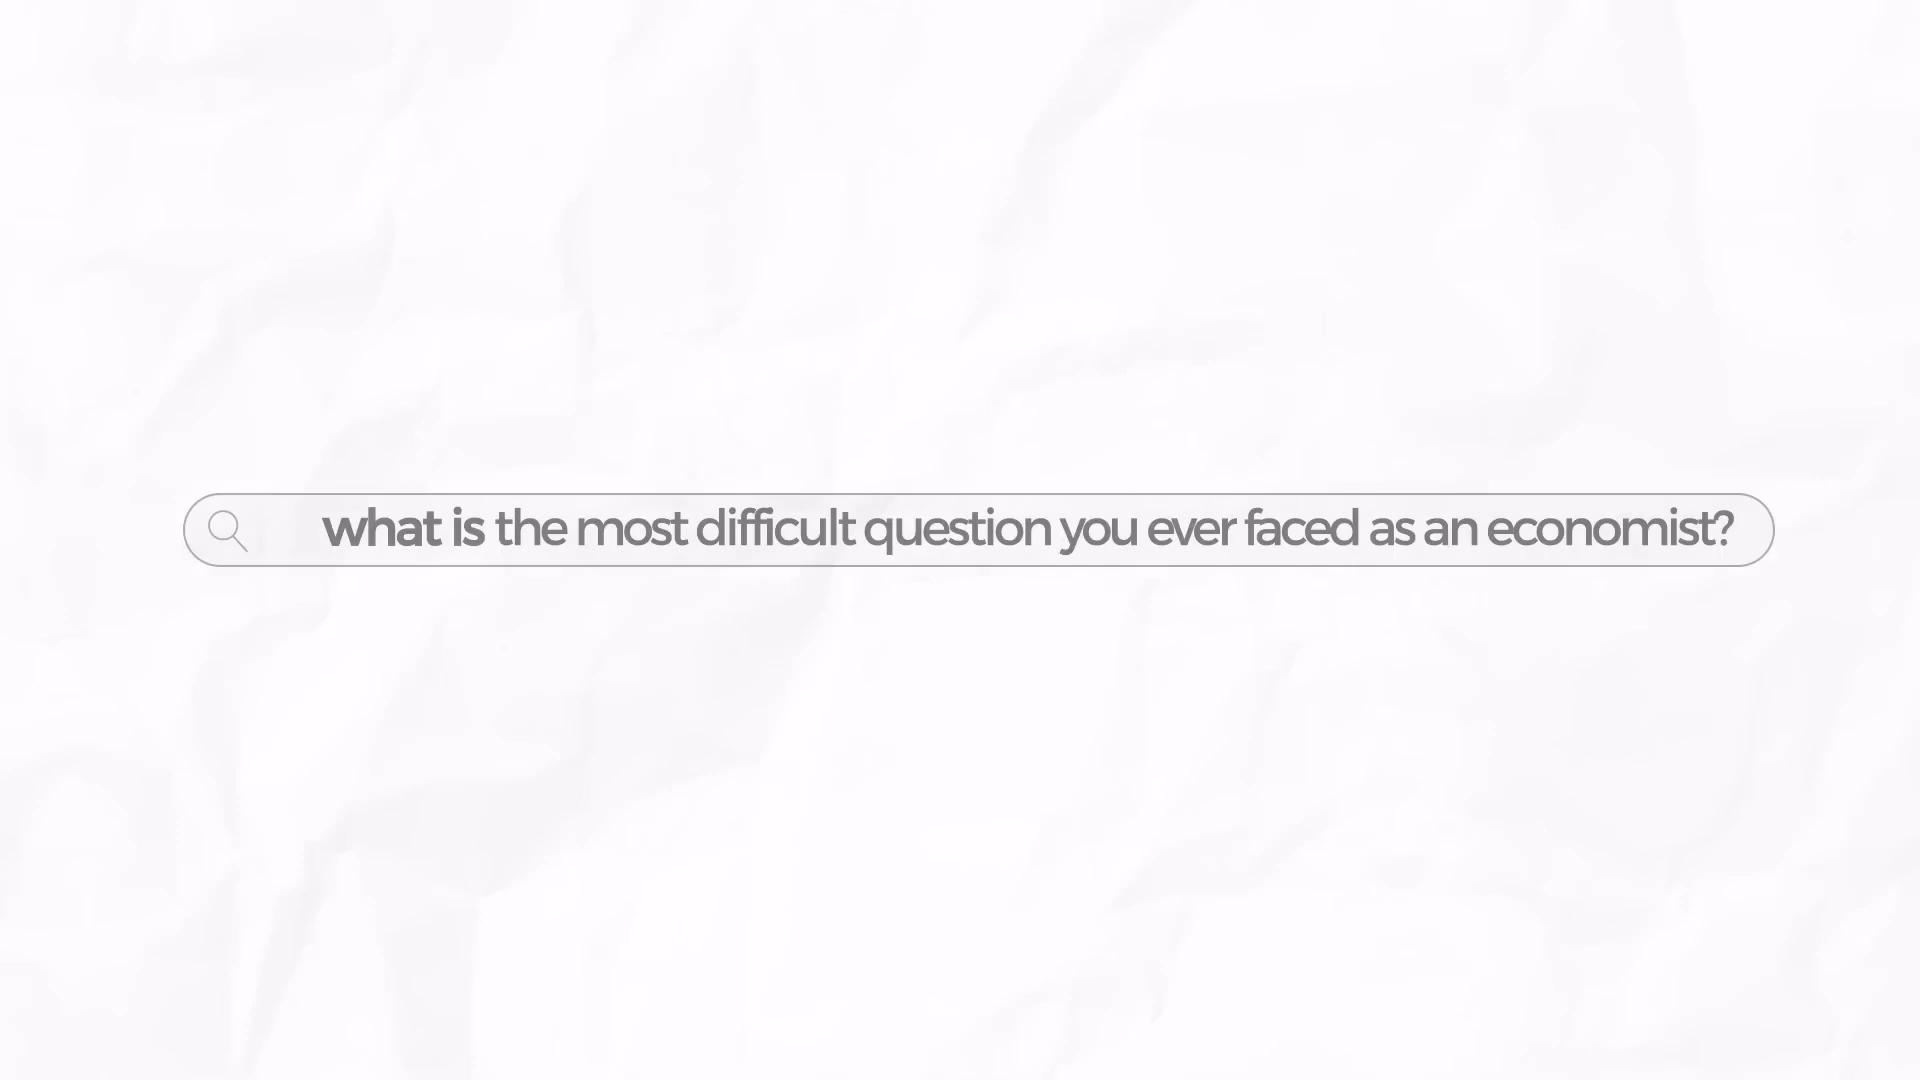 what is the most difficult question you ever faced as an economist?